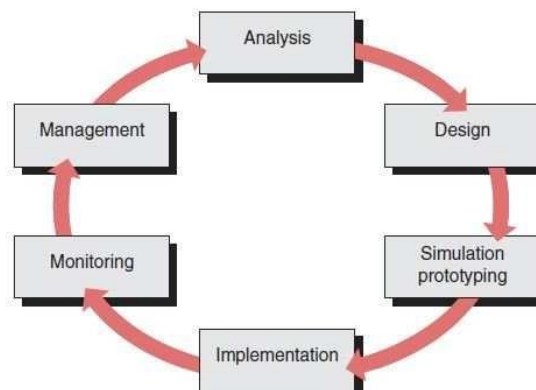 Analysis
Design
Simulation
prototyping
Implementation
Monitoring
Management